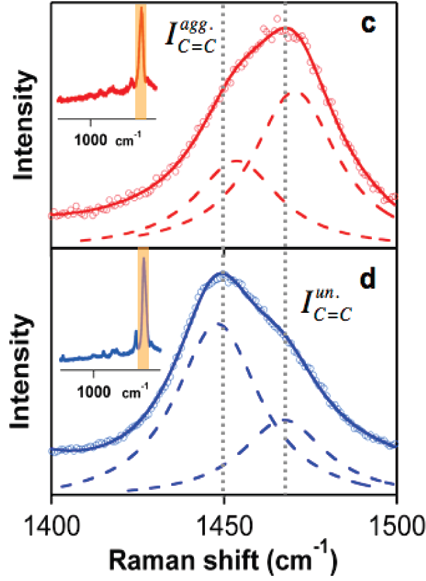 c
I agg. C=C
Intensity
1000 cm-1
d
I un. C=C
Intensity
1000 cm-1
1400 1450 1500
Raman shift (cm-1)